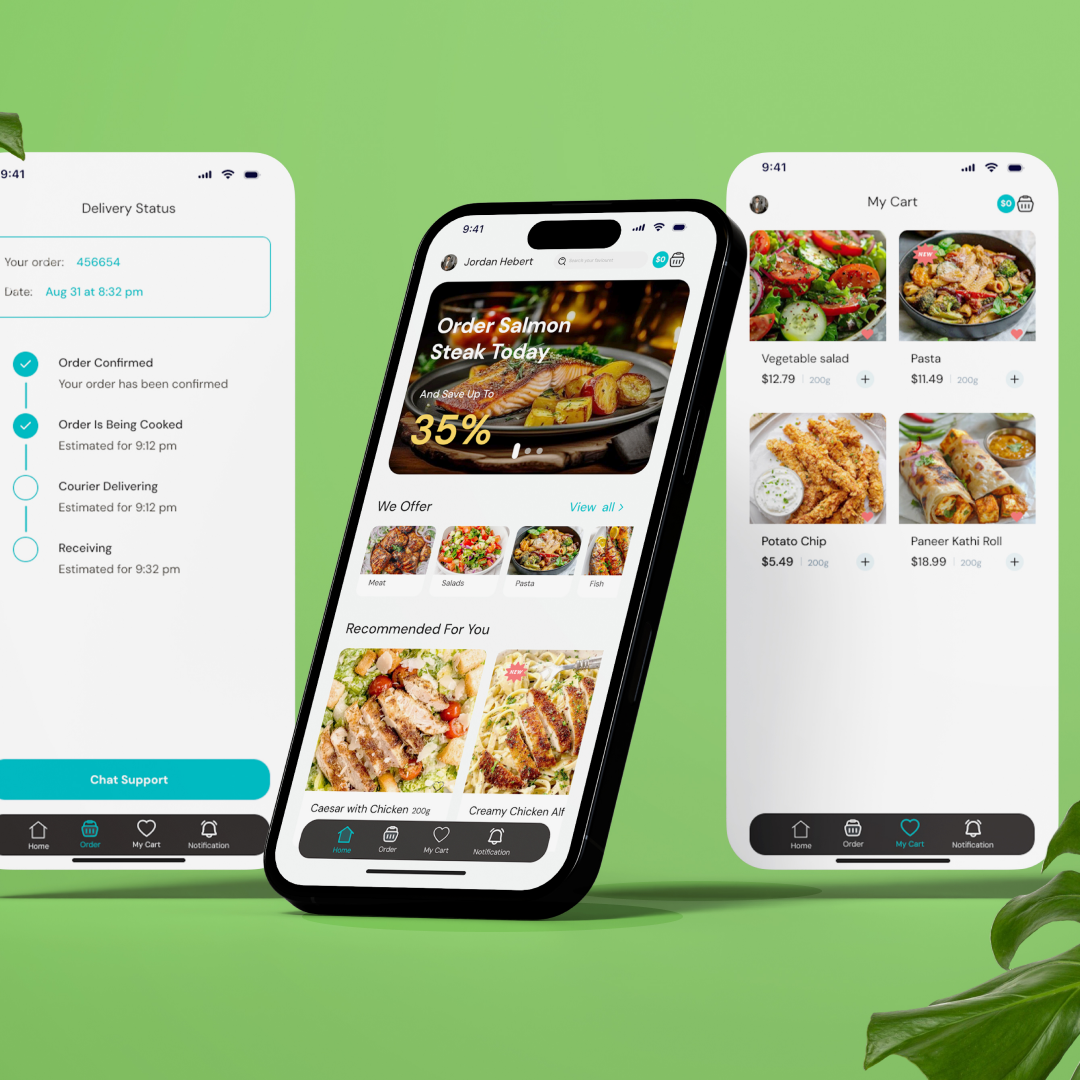 9:41
Delivery Status
Your order: 456654
Date: Aug 31 at 8:32 pm
Order Confirmed
Your order has been confirmed
Order Is Being Cooked
Estimated for 9:12 pm
Courier Delivering
Estimated for 9:12 pm
Receiving
Estimated for 9:32 pm
Chat Support
Home Order My Cart Notification
9:41
Jordan Hebert
$0
Order Salmon
Steak Today
And Save Up To
35%
We Offer View all >
Meat Salads Pasta Fish
Recommended For You
NEW
Caesar with Chicken 200g Creamy Chicken Alf
Home Order My Cart Notification
9:41
My Cart $0
NEW
Vegetable salad Pasta
$12.79 | 200g + $11.49 | 200g +
Potato Chip Paneer Kathi Roll
$5.49 | 200g + $18.99 | 200g +
Home Order My Cart Notification